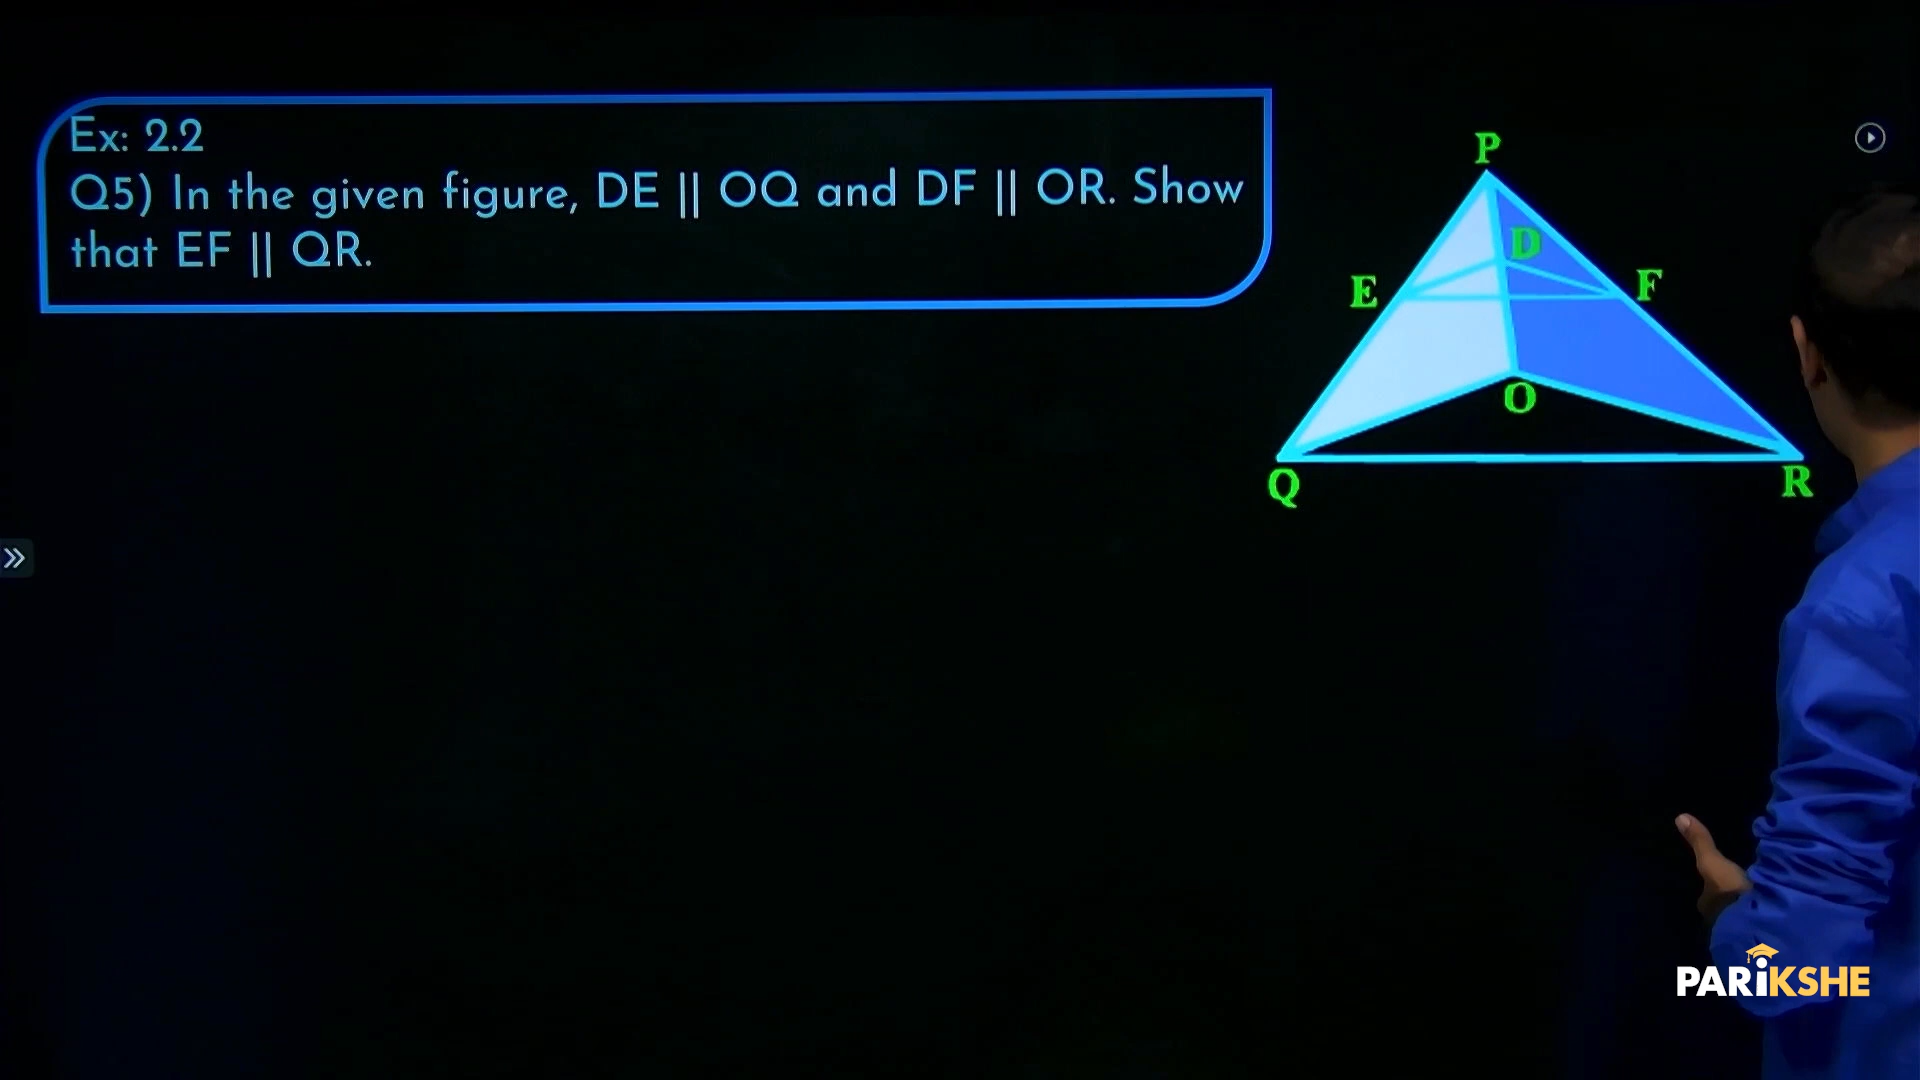 Ex: 2.2
Q5) In the given figure, DE || OQ and DF || OR. Show
that EF || QR.
P
D
E
F
O
Q
R
PARiKSHE